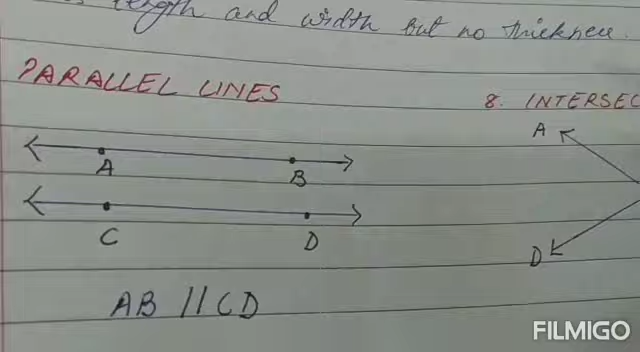 length and width but no thickness.
PARALLEL LINES
8. INTERSEC
A
A B
C D
D
AB // CD
FILMIGO